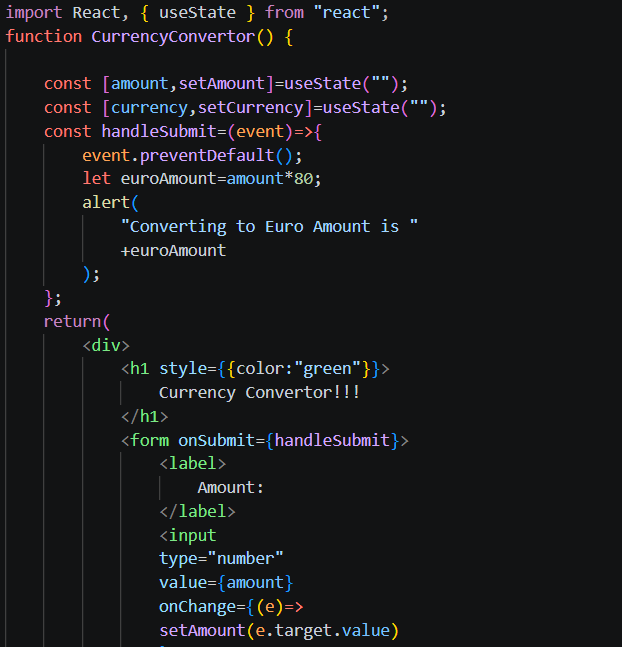 import React, { useState } from "react";
function CurrencyConvertor() {
const [amount,setAmount]=useState("");
const [currency,setCurrency]=useState("");
const handleSubmit=(event)=>{
event.preventDefault();
let euroAmount=amount*80;
alert(
"Converting to Euro Amount is "
+euroAmount
);
};
return(
<div>
<h1 style={{color:"green"}}>
Currency Convertor!!!
</h1>
<form onSubmit={handleSubmit}>
<label>
Amount:
</label>
<input
type="number"
value={amount}
onChange={(e)=>
setAmount(e.target.value)